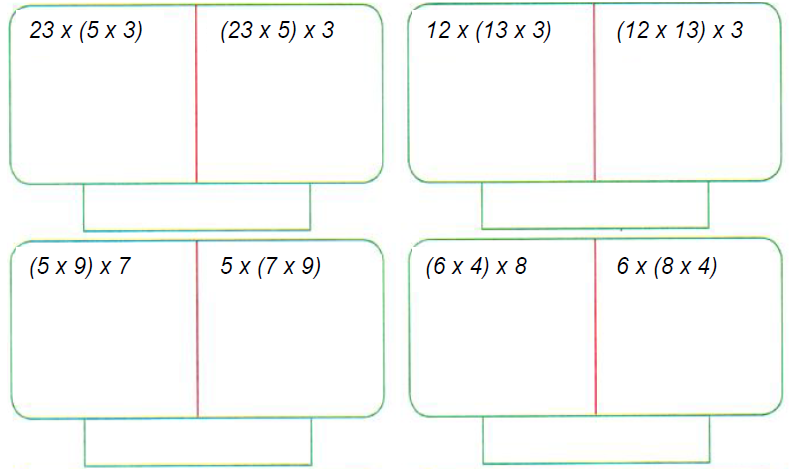 23 x (5 x 3)
(23 x 5) x 3
12 x (13 x 3)
(12 x 13) x 3
(5 x 9) x 7
5 x (7 x 9)
(6 x 4) x 8
6 x (8 x 4)